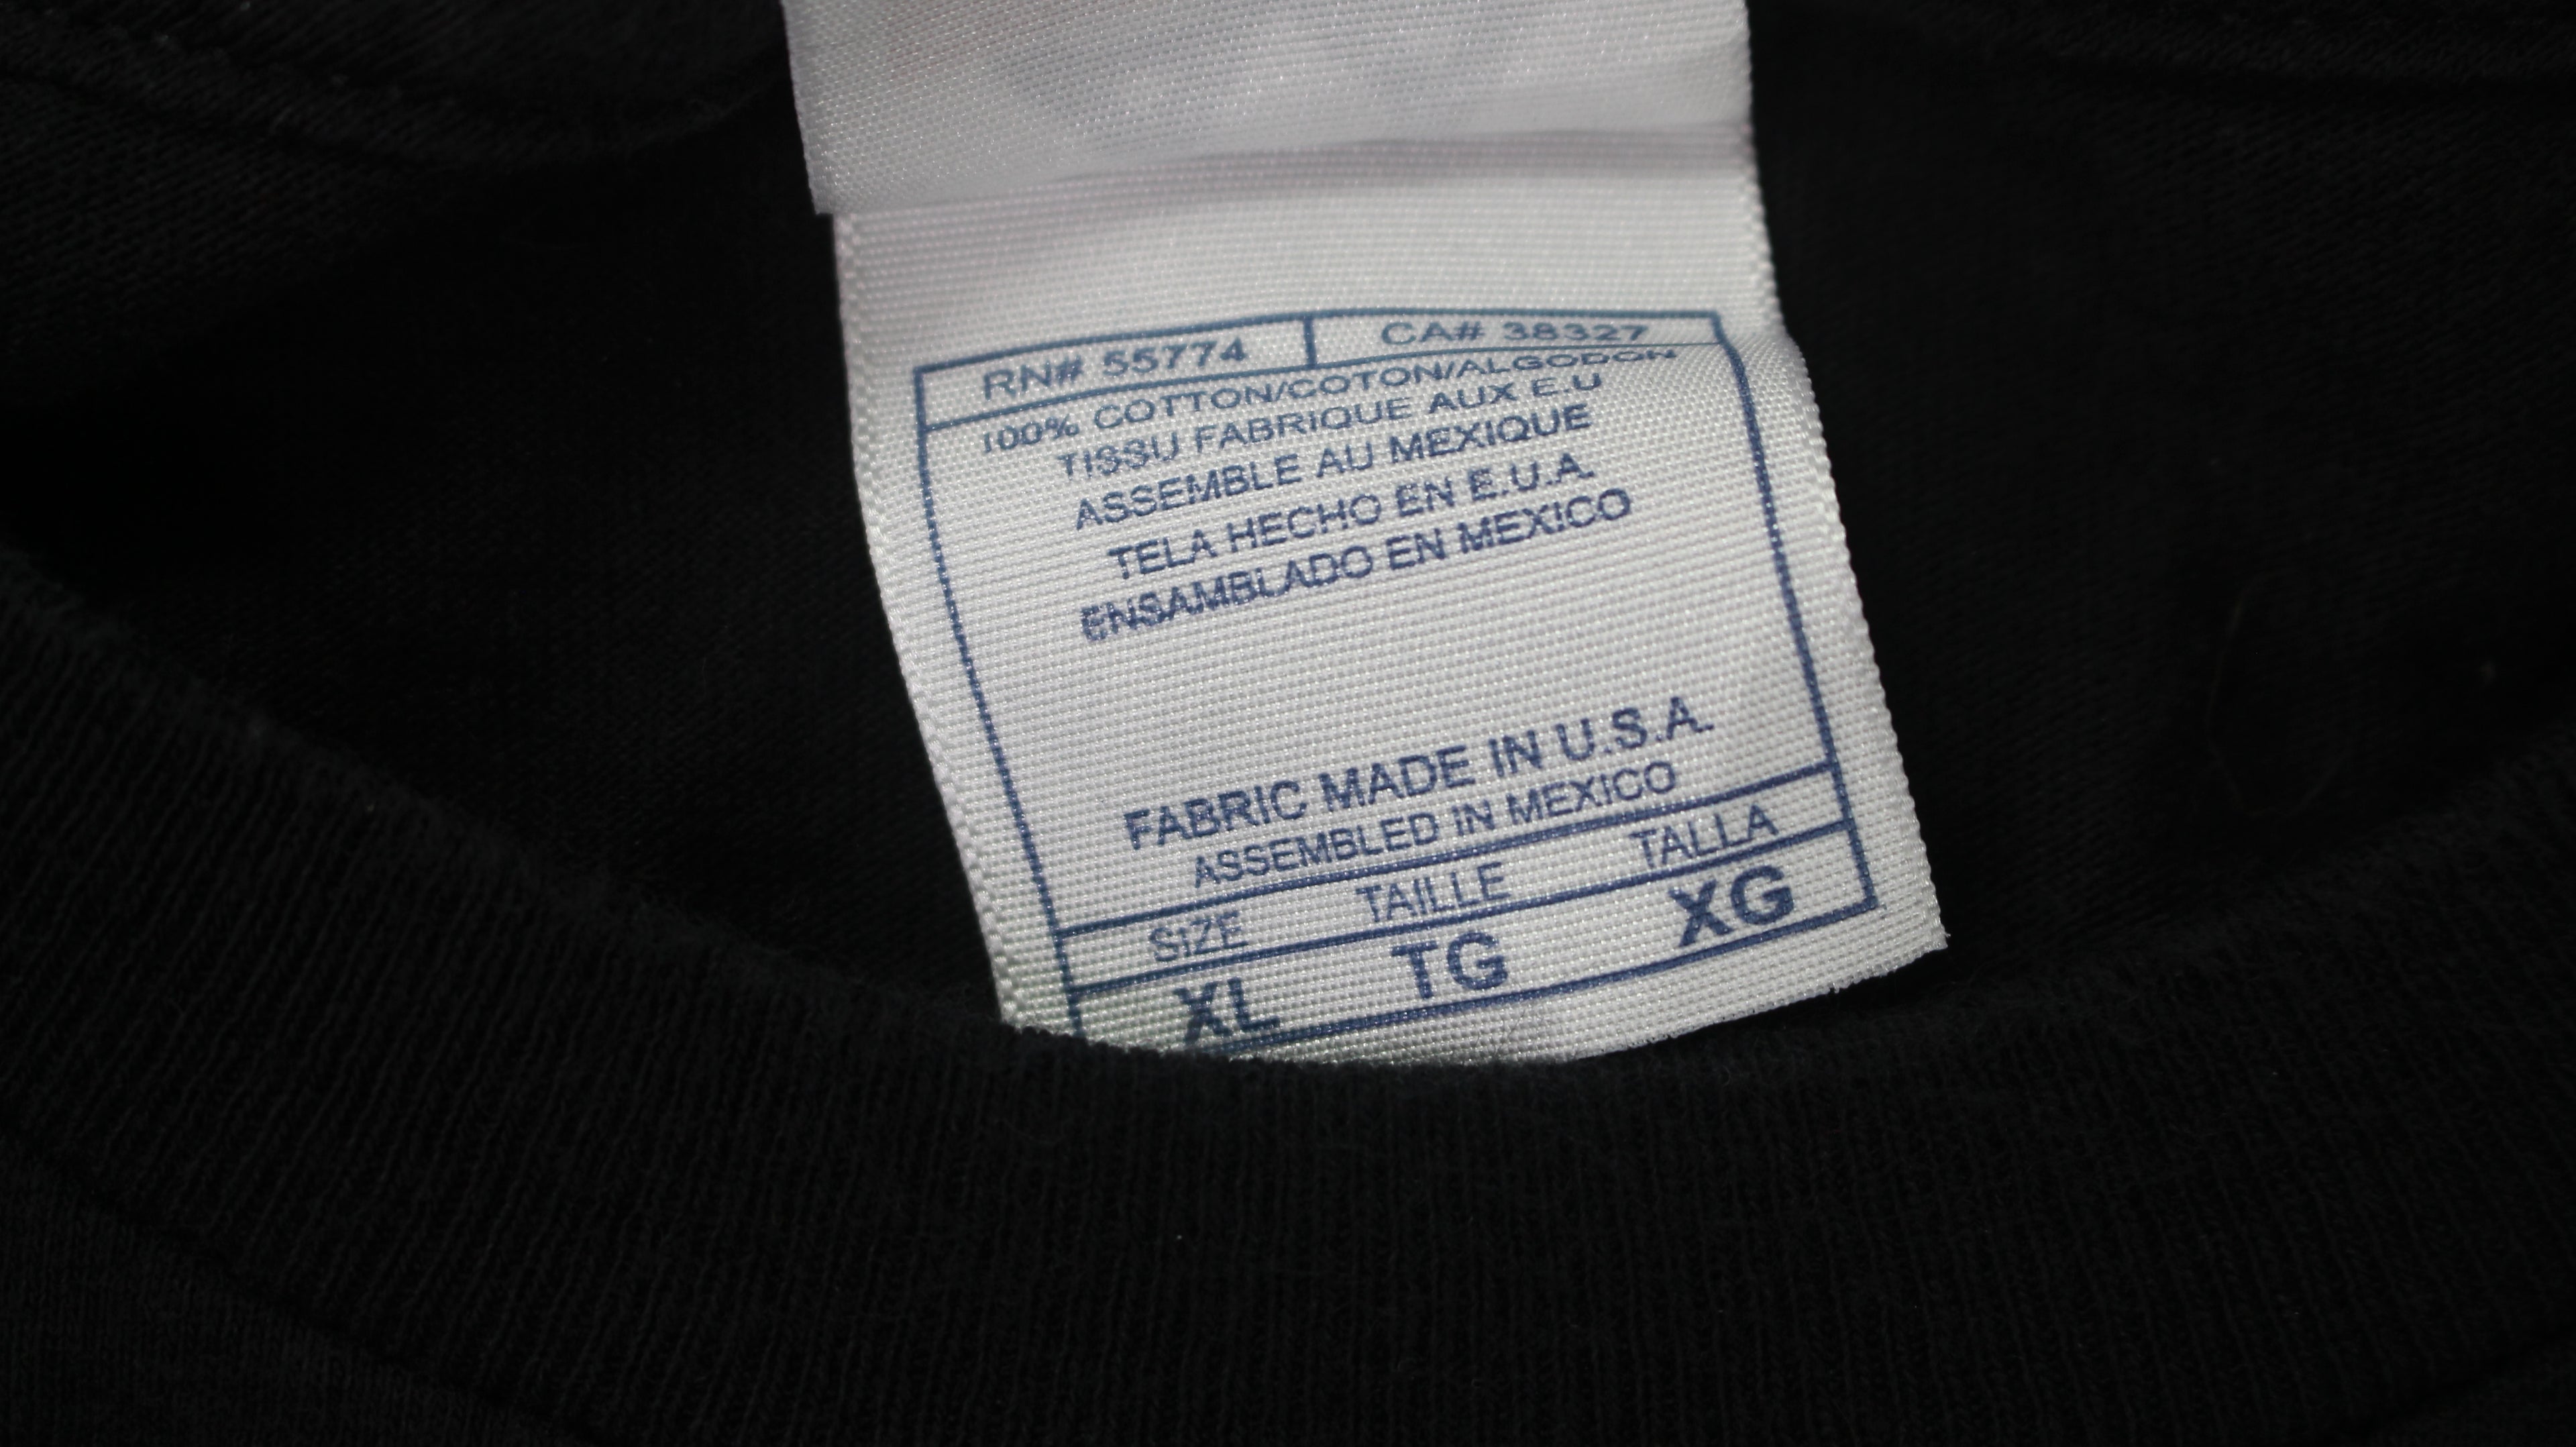 RN# 55774 CA# 38327
100% COTTON/COTON/ALGODON
TISSU FABRIQUE AUX E.U
ASSEMBLE AU MEXIQUE
TELA HECHO EN E.U.A.
ENSAMBLADO EN MEXICO
FABRIC MADE IN U.S.A.
ASSEMBLED IN MEXICO
SIZE TAILLE TALLA
XL TG XG